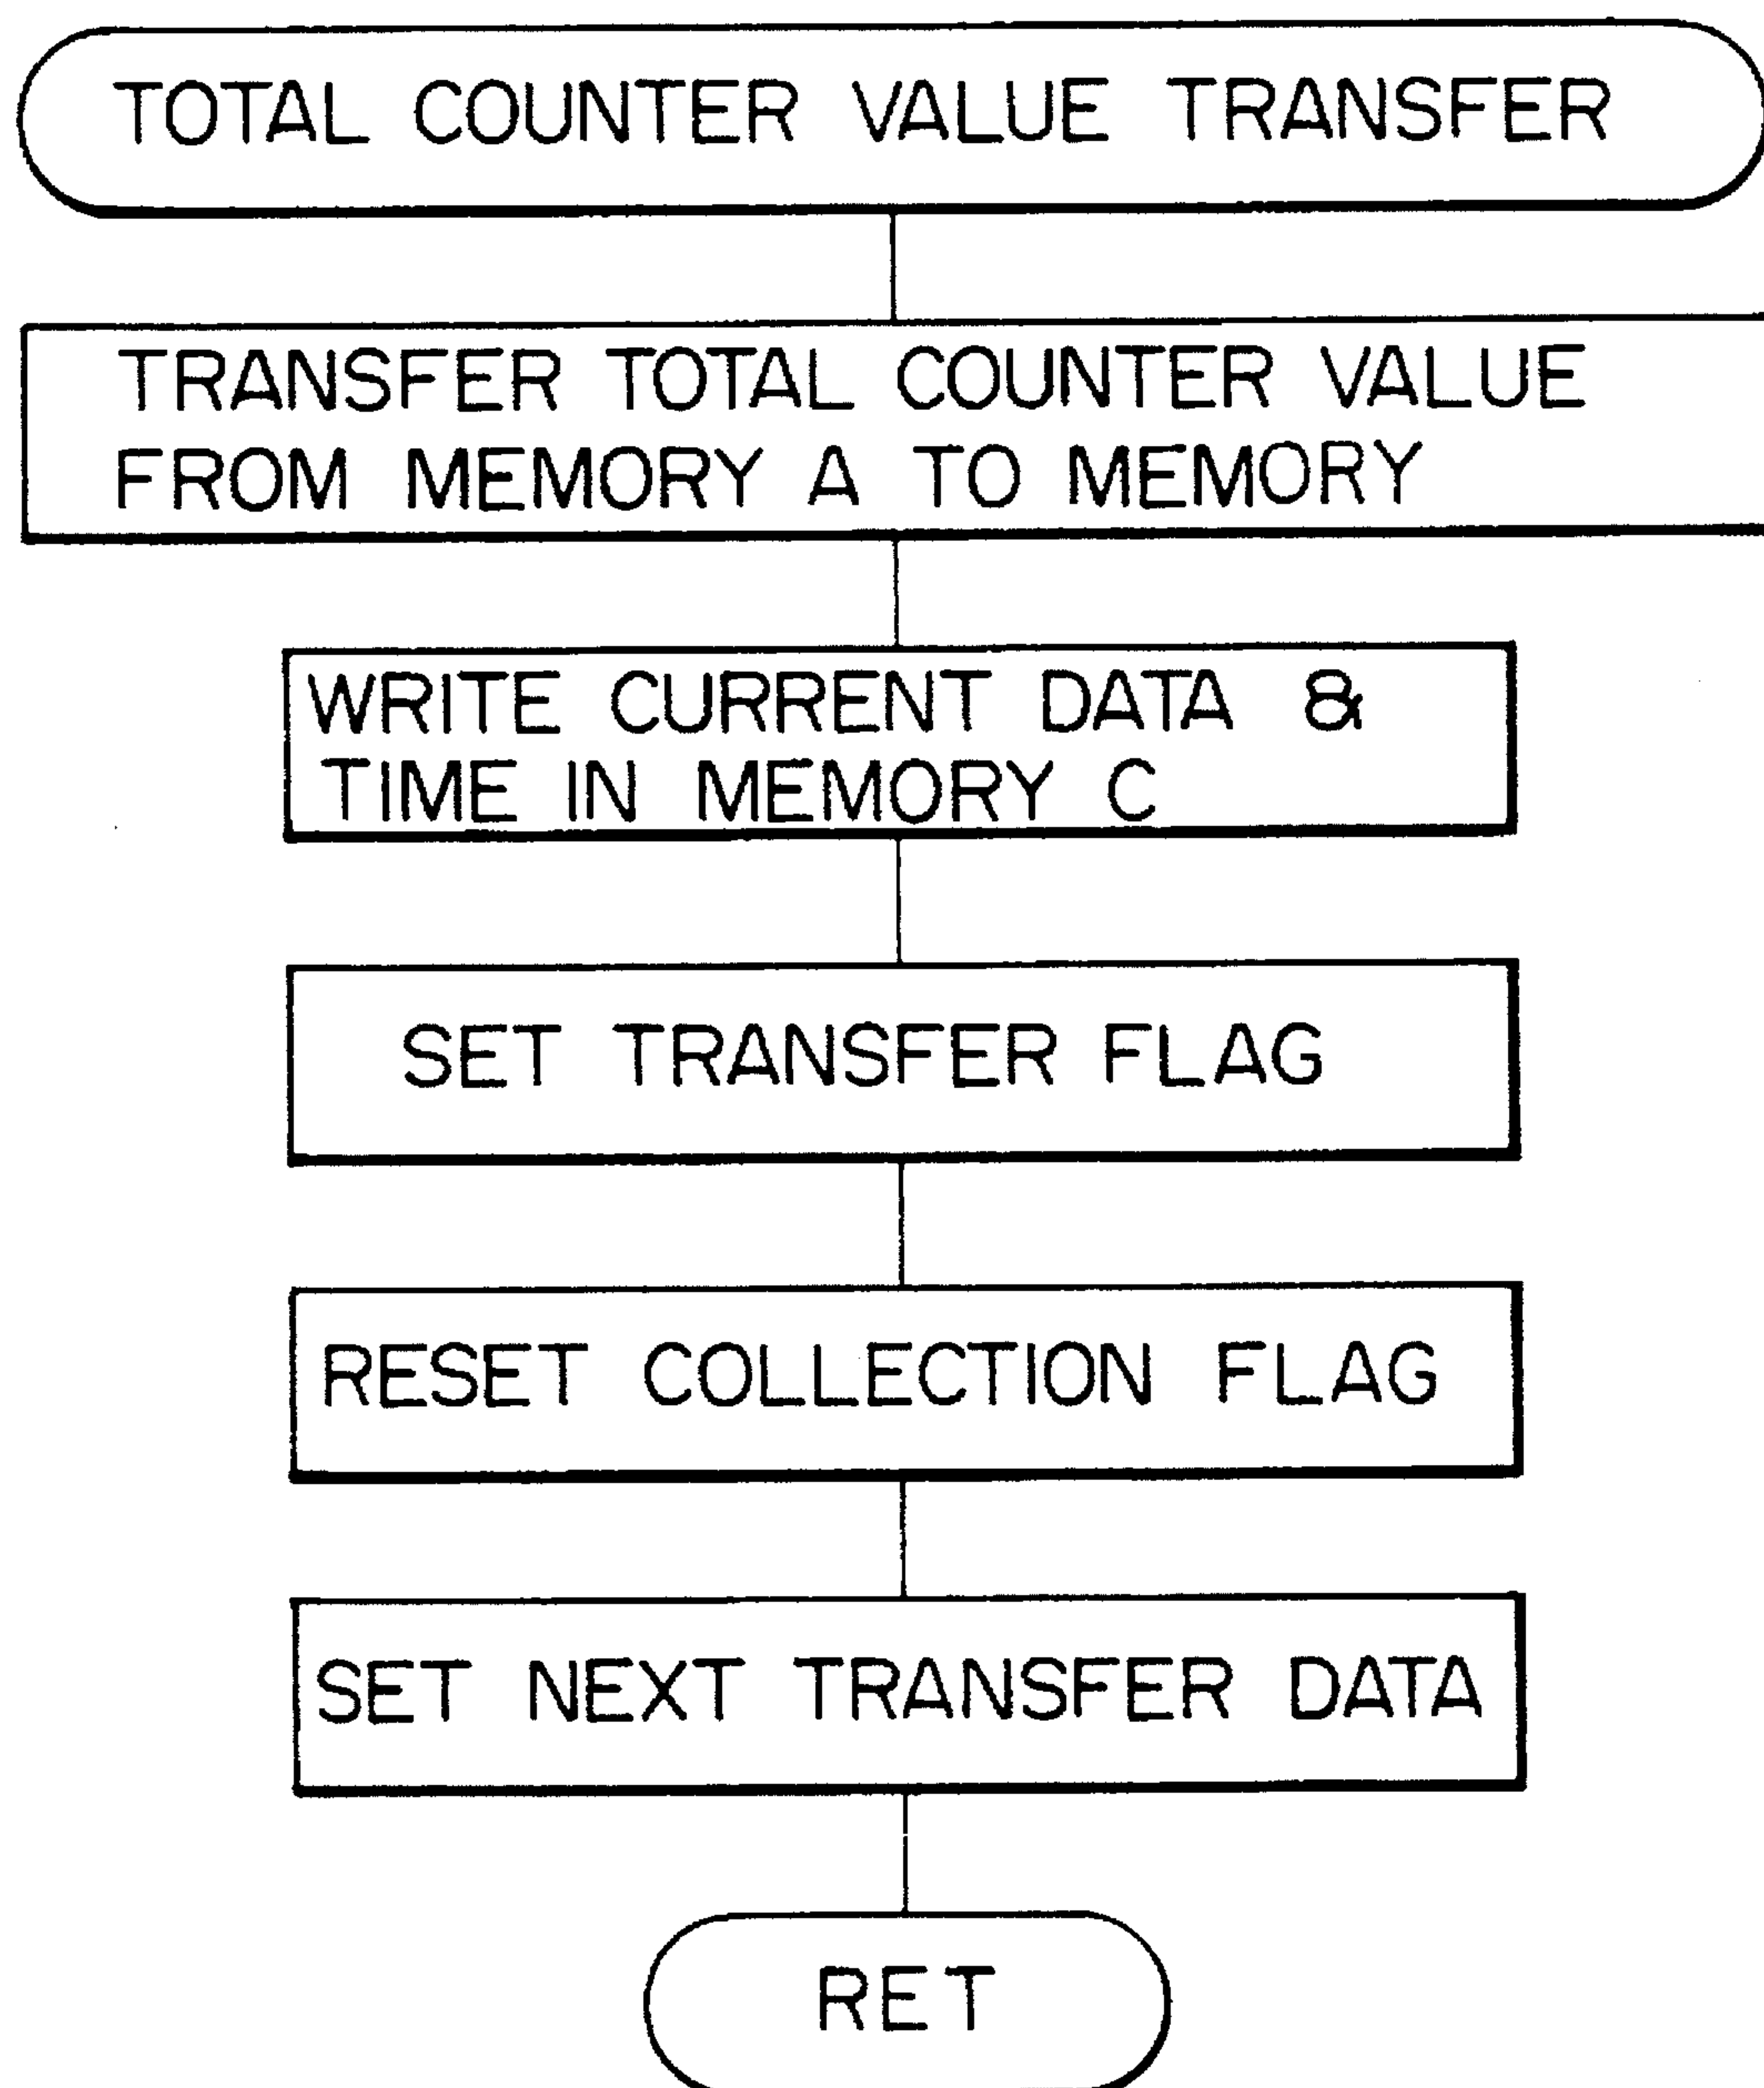 TOTAL COUNTER VALUE TRANSFER
TRANSFER TOTAL COUNTER VALUE
FROM MEMORY A TO MEMORY
WRITE CURRENT DATA &
TIME IN MEMORY C
SET TRANSFER FLAG
RESET COLLECTION FLAG
SET NEXT TRANSFER DATA
RET